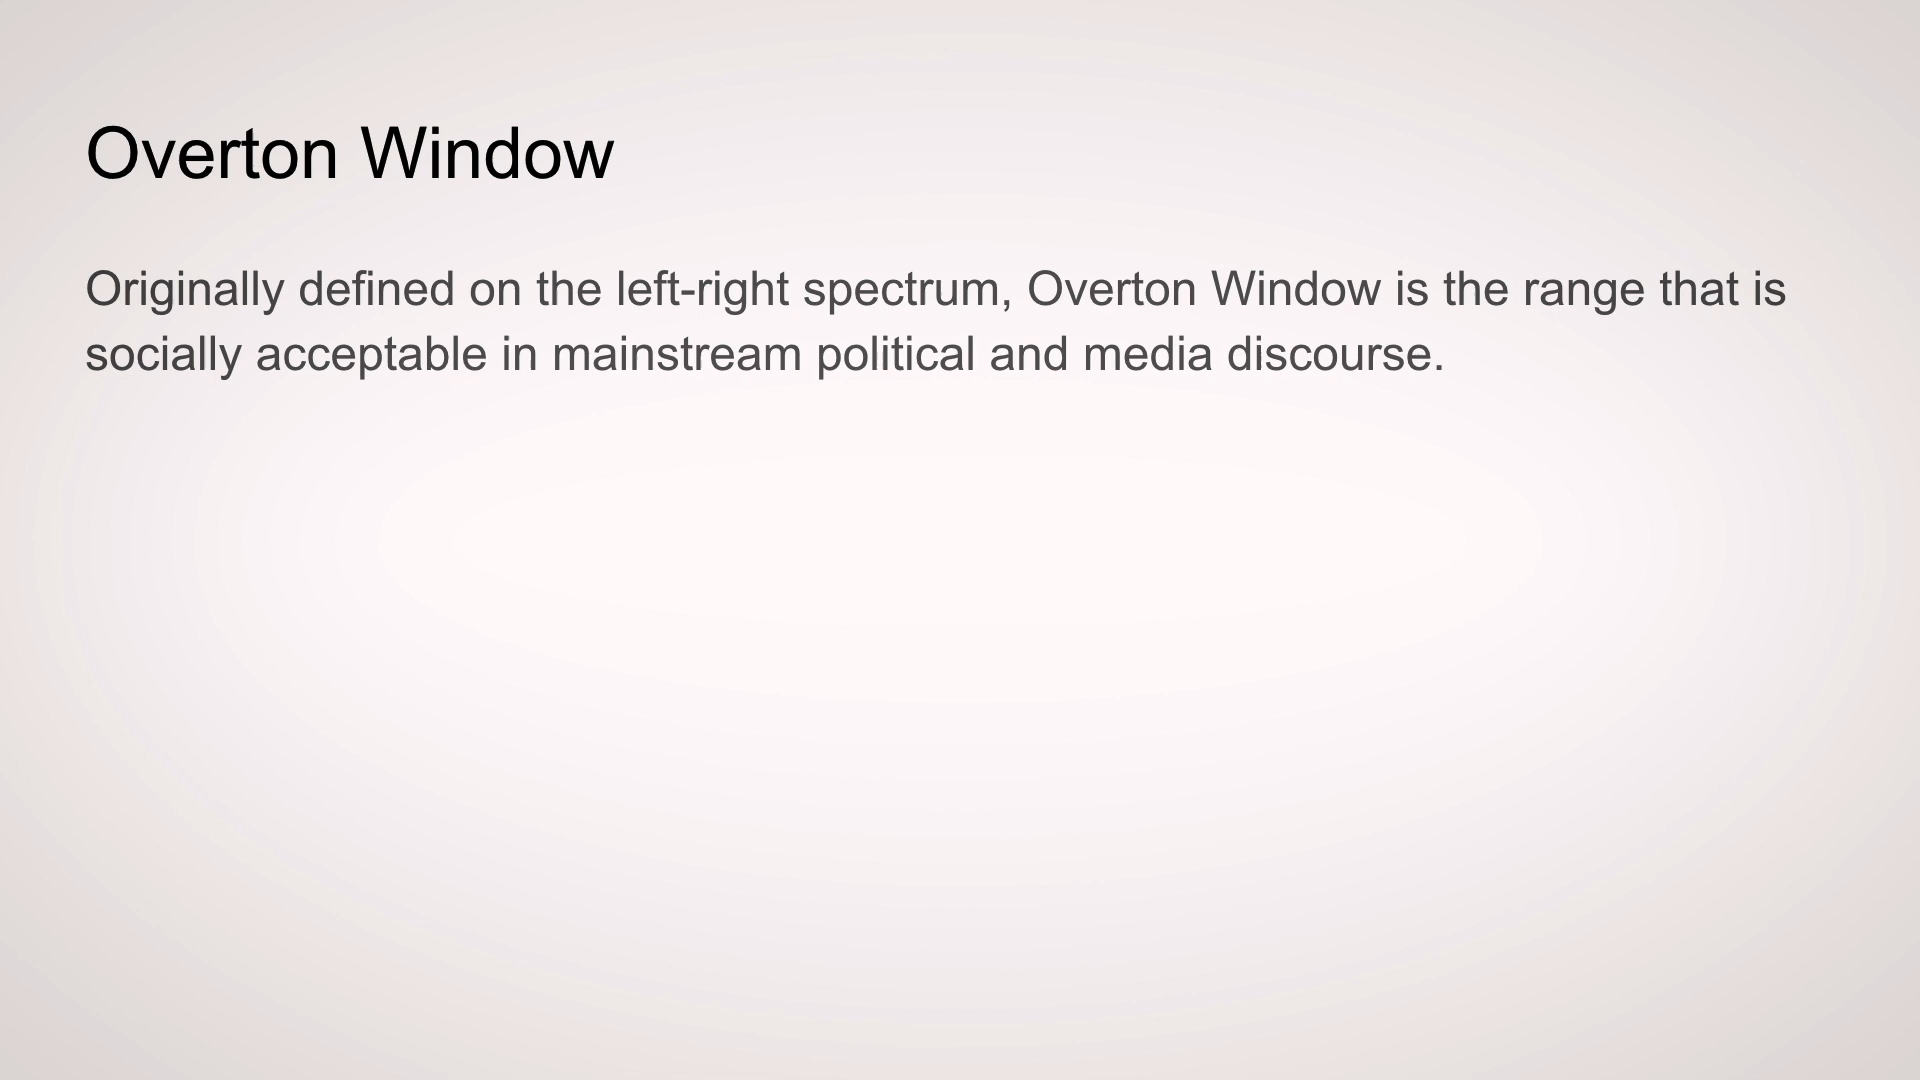 Overton Window
Originally defined on the left-right spectrum, Overton Window is the range that is
socially acceptable in mainstream political and media discourse.